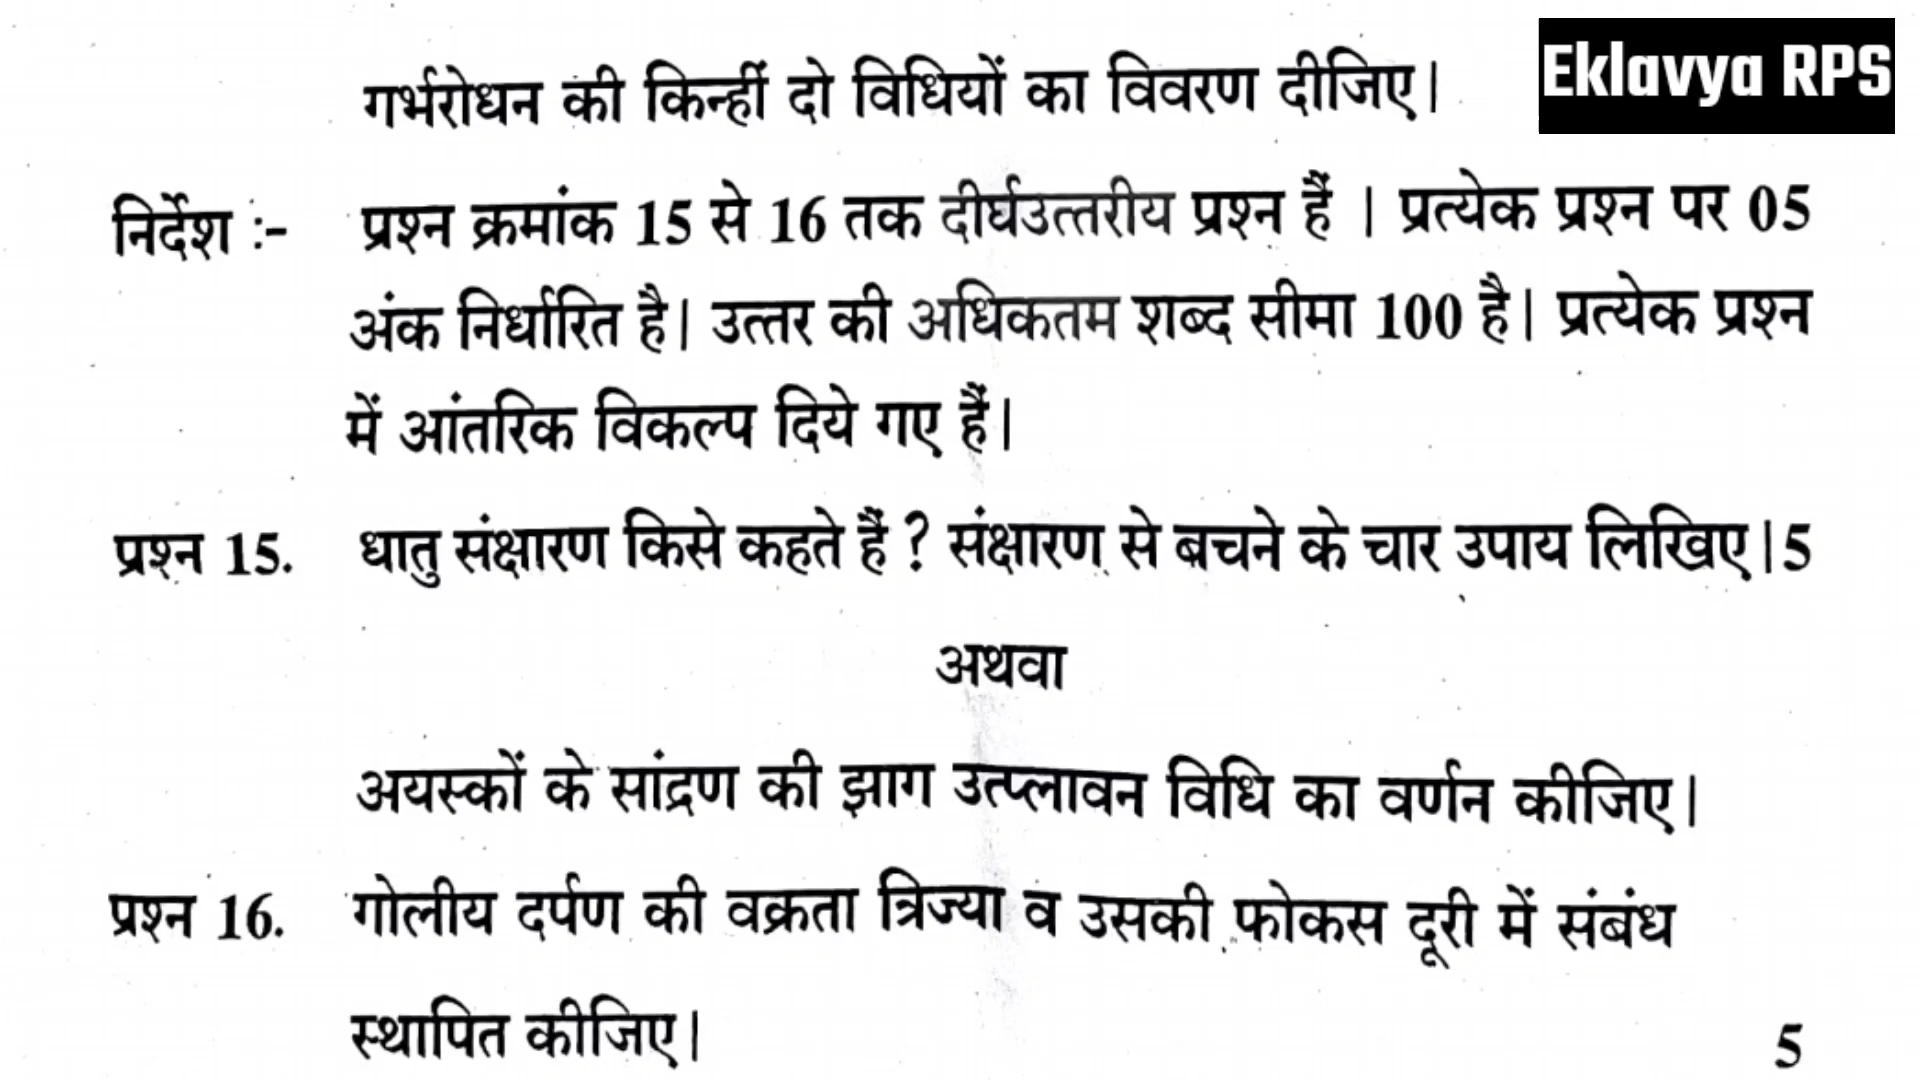 Eklavya RPS
गर्भरोधन की किन्हीं दो विधियों का विवरण दीजिए।
निर्देश :- प्रश्न क्रमांक 15 से 16 तक दीर्घउत्तरीय प्रश्न हैं । प्रत्येक प्रश्न पर 05
अंक निर्धारित है। उत्तर की अधिकतम शब्द सीमा 100 है। प्रत्येक प्रश्न
में आंतरिक विकल्प दिये गए हैं।
प्रश्न 15. धातु संक्षारण किसे कहते हैं ? संक्षारण से बचने के चार उपाय लिखिए।5
अथवा
अयस्कों के सांद्रण की झाग उत्प्लावन विधि का वर्णन कीजिए।
प्रश्न 16. गोलीय दर्पण की वक्रता त्रिज्या व उसकी फोकस दूरी में संबंध
स्थापित कीजिए। 5